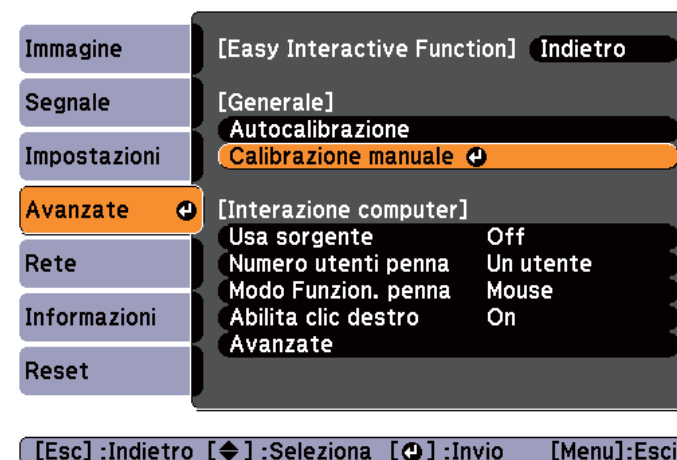 Immagine
Segnale
Impostazioni
Avanzate
Rete
Informazioni
Reset
[Easy Interactive Function] Indietro
[Generale]
Autocalibrazione
Calibrazione manuale
[Interazione computer]
Usa sorgente Off
Numero utenti penna Un utente
Modo Funzion. penna Mouse
Abilita clic destro On
Avanzate
[Esc] :Indietro [◆] :Seleziona [↵] :Invio [Menu]:Esci